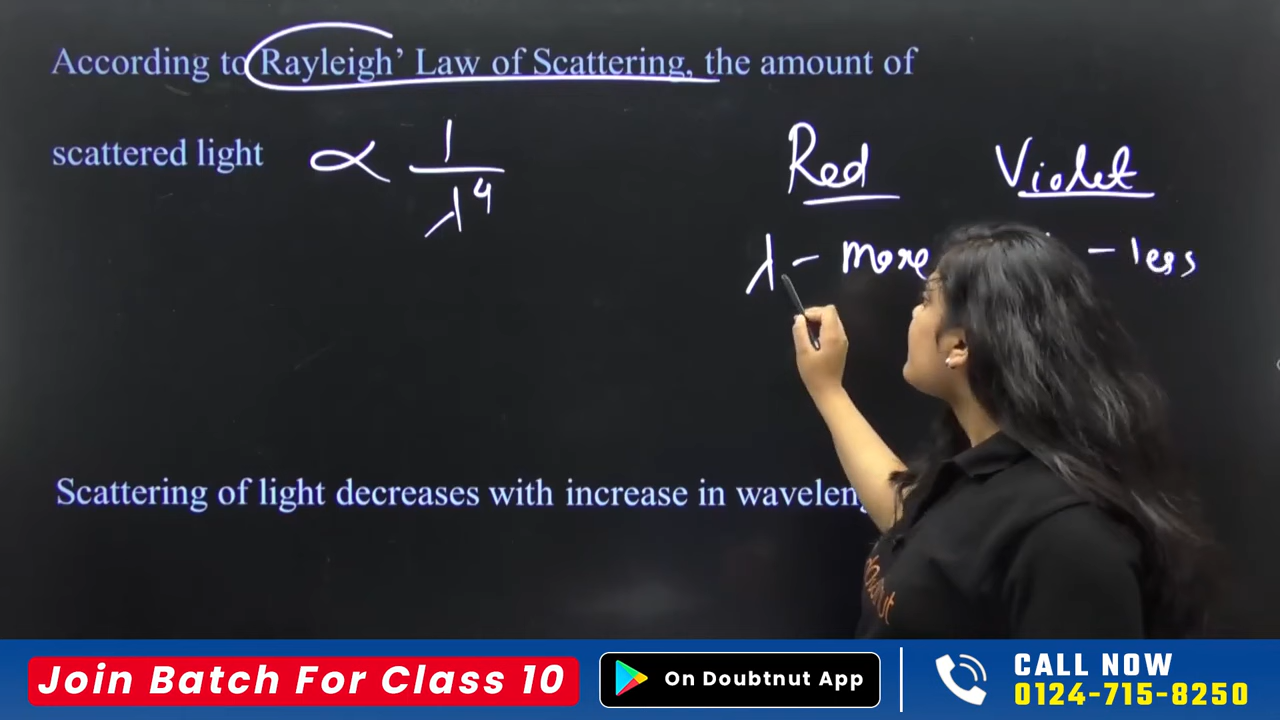 According to Rayleigh’ Law of Scattering, the amount of
scattered light ∝ 1/λ⁴
Red Violet
λ – more – less
Scattering of light decreases with increase in
Join Batch For Class 10
On Doubtnut App
CALL NOW
0124-715-8250